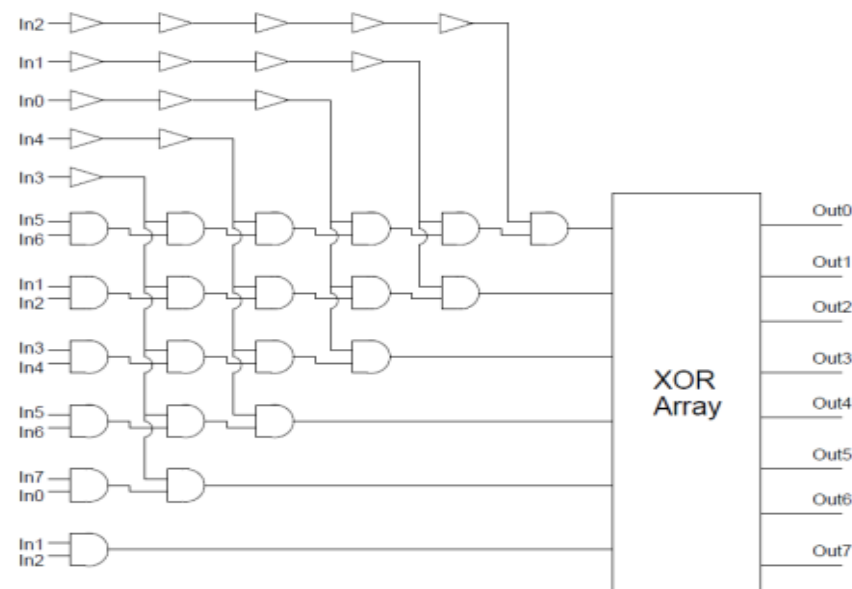 In2
In1
In0
In4
In3
In5
In6
Out0
In1
Out1
In2
Out2
In3
In4
Out3
XOR
Array
Out4
In5
In6
Out5
In7
In0
Out6
In1
In2
Out7